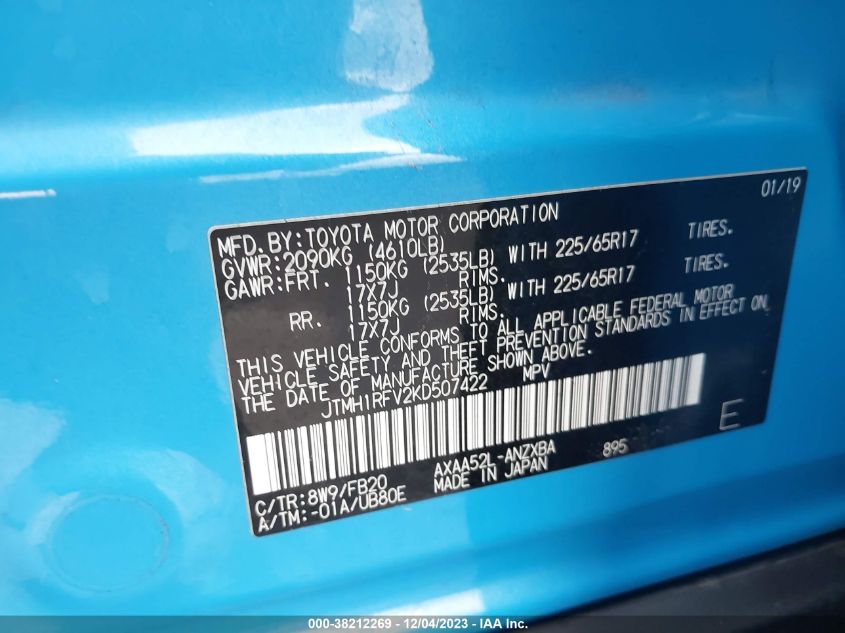 01/19
MFD. BY:TOYOTA MOTOR CORPORATION
GVWR:2090KG (4610LB)
GAWR:FRT. 1150KG (2535LB) WITH 225/65R17 TIRES.
17X7J RIMS.
RR. 1150KG (2535LB) WITH 225/65R17 TIRES.
17X7J RIMS.
THIS VEHICLE CONFORMS TO ALL APPLICABLE FEDERAL MOTOR
VEHICLE SAFETY AND THEFT PREVENTION STANDARDS IN EFFECT ON
THE DATE OF MANUFACTURE SHOWN ABOVE.
JTMH1RFV2KD507422 MPV
E
C/TR:8W9/FB20 AXAA52L-ANZXBA 895
A/TM:-01A/UB80E MADE IN JAPAN
000-38212269 - 12/04/2023 - IAA Inc.